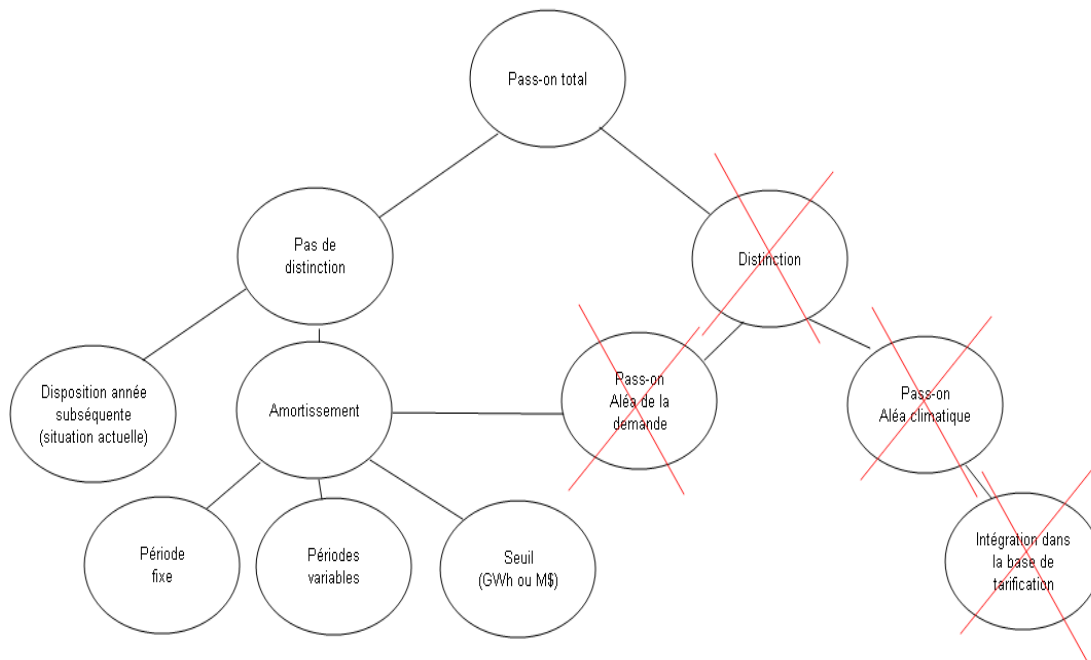 Pass-on total
Pas de
distinction
Distinction
Disposition année
subséquente
(situation actuelle)
Amortissement
Pass-on
Aléa de la
demande
Pass-on
Aléa climatique
Période
fixe
Périodes
variables
Seuil
(GWh ou M$)
Intégration dans
la base de
tarification